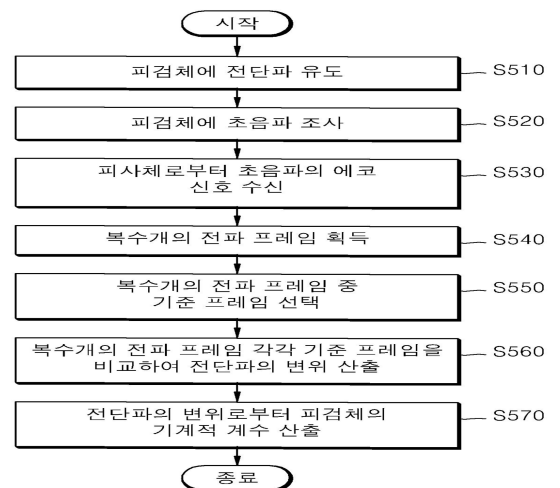 시작
피검체에 전단파 유도
S510
피검체에 초음파 조사
S520
피사체로부터 초음파의 에코
신호 수신
S530
복수개의 전파 프레임 획득
S540
복수개의 전파 프레임 중
기준 프레임 선택
S550
복수개의 전파 프레임 각각 기준 프레임을
비교하여 전단파의 변위 산출
S560
전단파의 변위로부터 피검체의
기계적 계수 산출
S570
종료